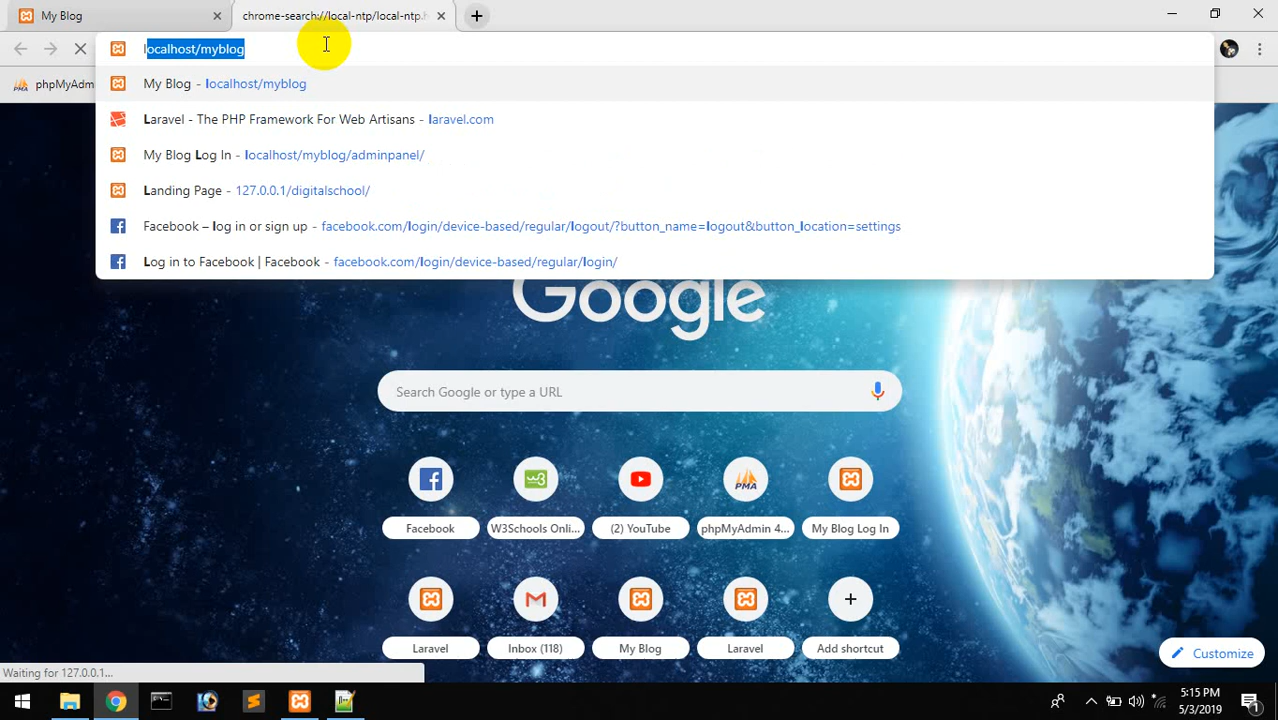 My Blog
chrome-search://local-ntp/local-ntp.h
localhost/myblog
phpMyAdm
My Blog - localhost/myblog
Laravel - The PHP Framework For Web Artisans - laravel.com
My Blog Log In - localhost/myblog/adminpanel/
Landing Page - 127.0.0.1/digitalschool/
Facebook – log in or sign up - facebook.com/login/device-based/regular/logout/?button_name=logout&button_location=settings
Log in to Facebook | Facebook - facebook.com/login/device-based/regular/login/
Google
Search Google or type a URL
w3
PMA
Facebook
W3Schools Onli...
(2) YouTube
phpMyAdmin 4...
My Blog Log In
Laravel
Inbox (118)
My Blog
Laravel
Add shortcut
Customize
Waiting for 127.0.0.1...
5:15 PM
5/3/2019
1